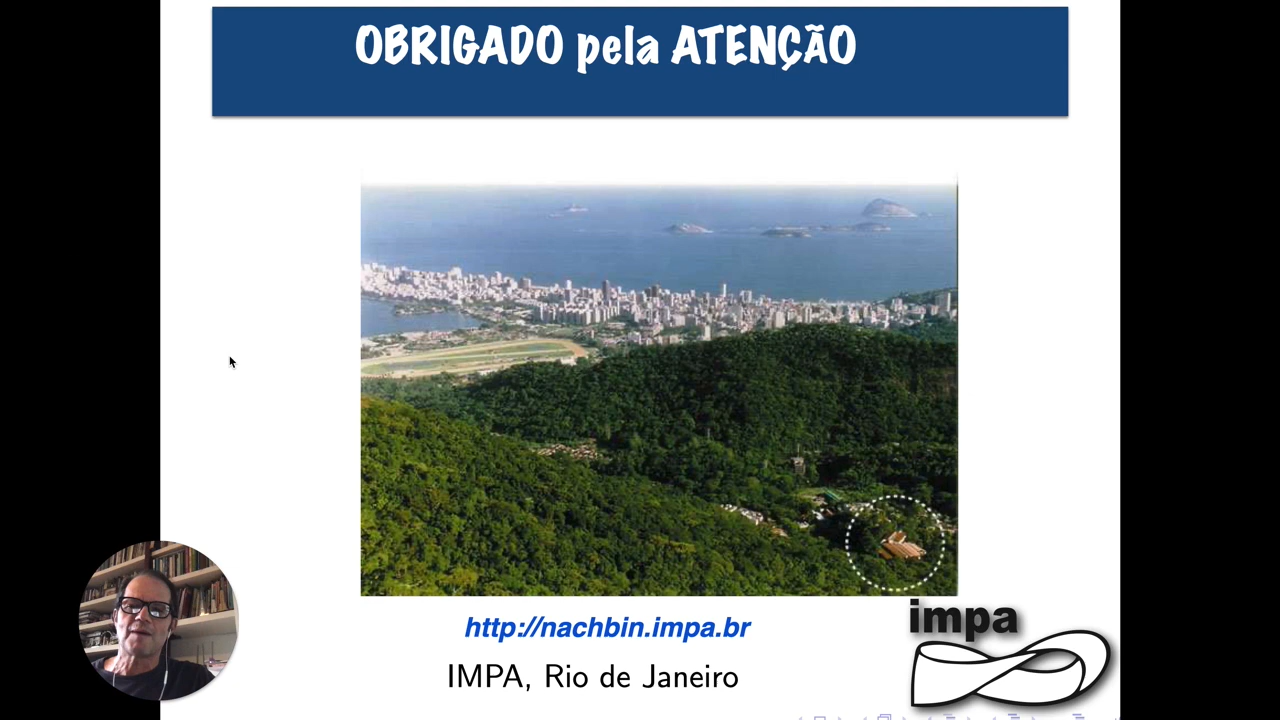 OBRIGADO pela ATENÇÃO
http://nachbin.impa.br
IMPA, Rio de Janeiro
impa